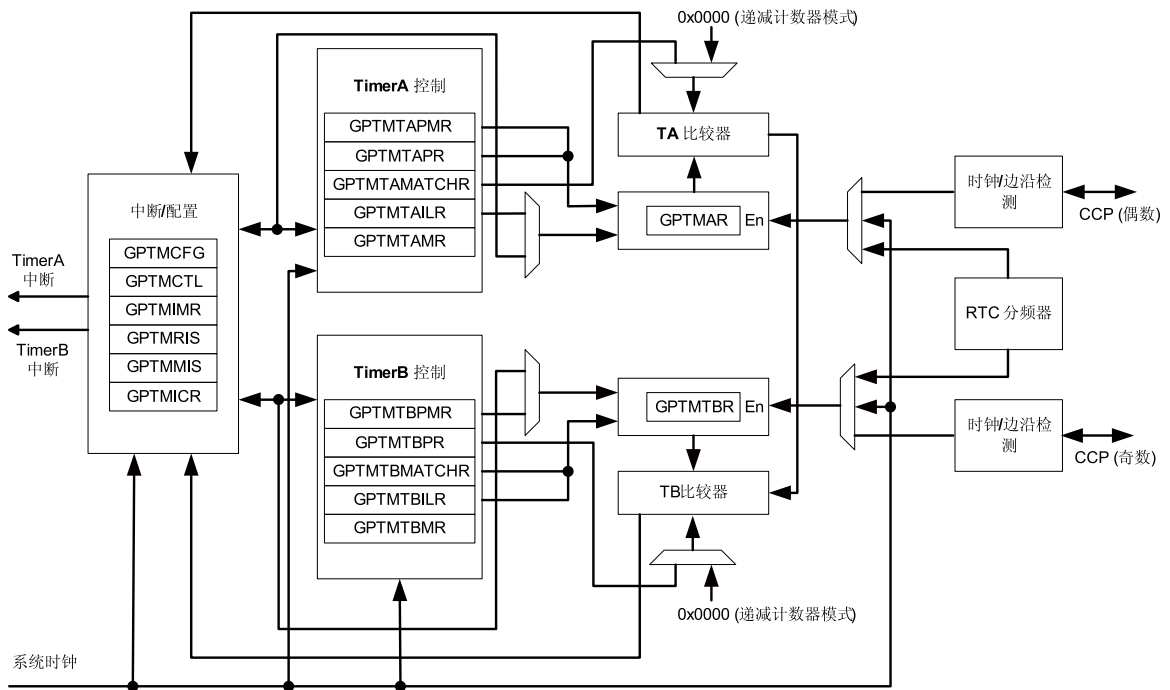 0x0000 (递减计数器模式)
TimerA 控制
GPTMTAPMR
GPTMTAPR
GPTMTAMATCHR
GPTMTAILR
GPTMTAMR
TA 比较器
GPTMAR
En
时钟/边沿检测
CCP (偶数)
中断/配置
GPTMCFG
GPTMCTL
GPTMIMR
GPTMRIS
GPTMMIS
GPTMICR
TimerA
中断
TimerB
中断
RTC 分频器
TimerB 控制
GPTMTBPMR
GPTMTBPR
GPTMTBMATCHR
GPTMTBILR
GPTMTBMR
GPTMTBR
En
TB比较器
时钟/边沿检测
CCP (奇数)
0x0000 (递减计数器模式)
系统时钟